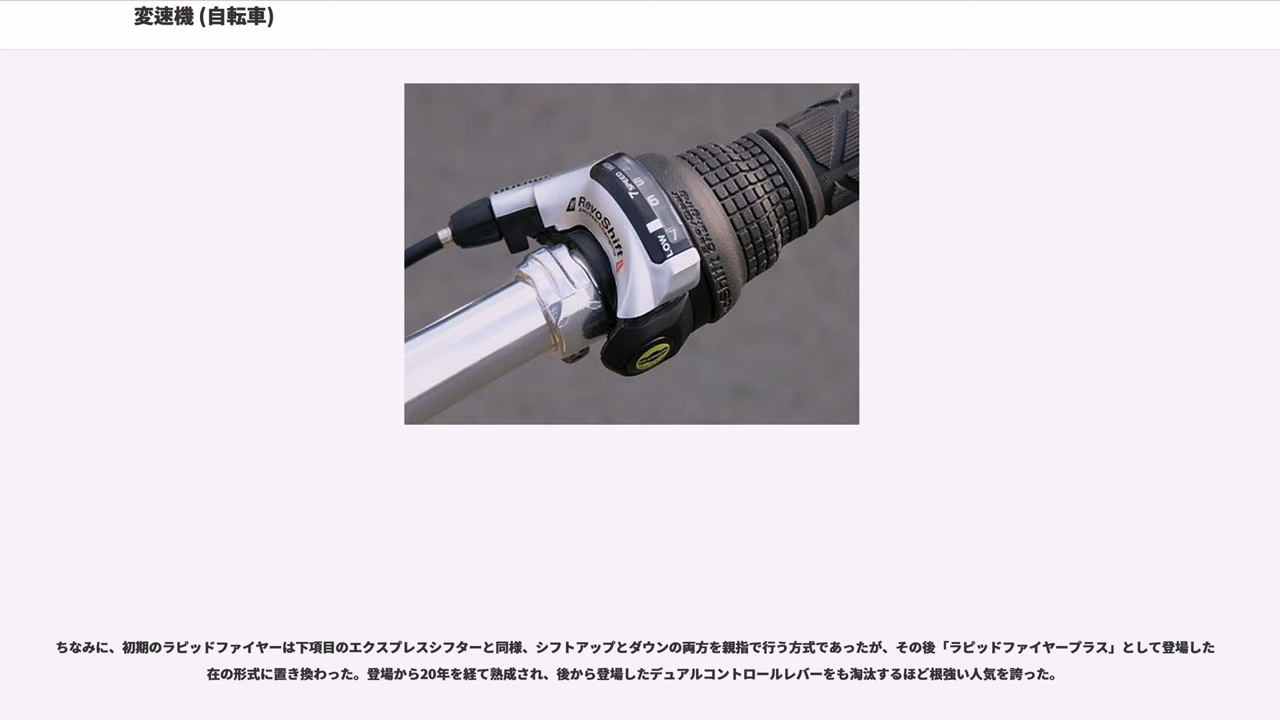 変速機 (自転車)
7SPEED
LOW
RevoShift
ちなみに、初期のラピッドファイヤーは下項目のエクスプレスシフターと同様、シフトアップとダウンの両方を親指で行う方式であったが、その後「ラピッドファイヤープラス」として登場した
在の形式に置き換わった。登場から20年を経て熟成され、後から登場したデュアルコントロールレバーをも淘汰するほど根強い人気を誇った。